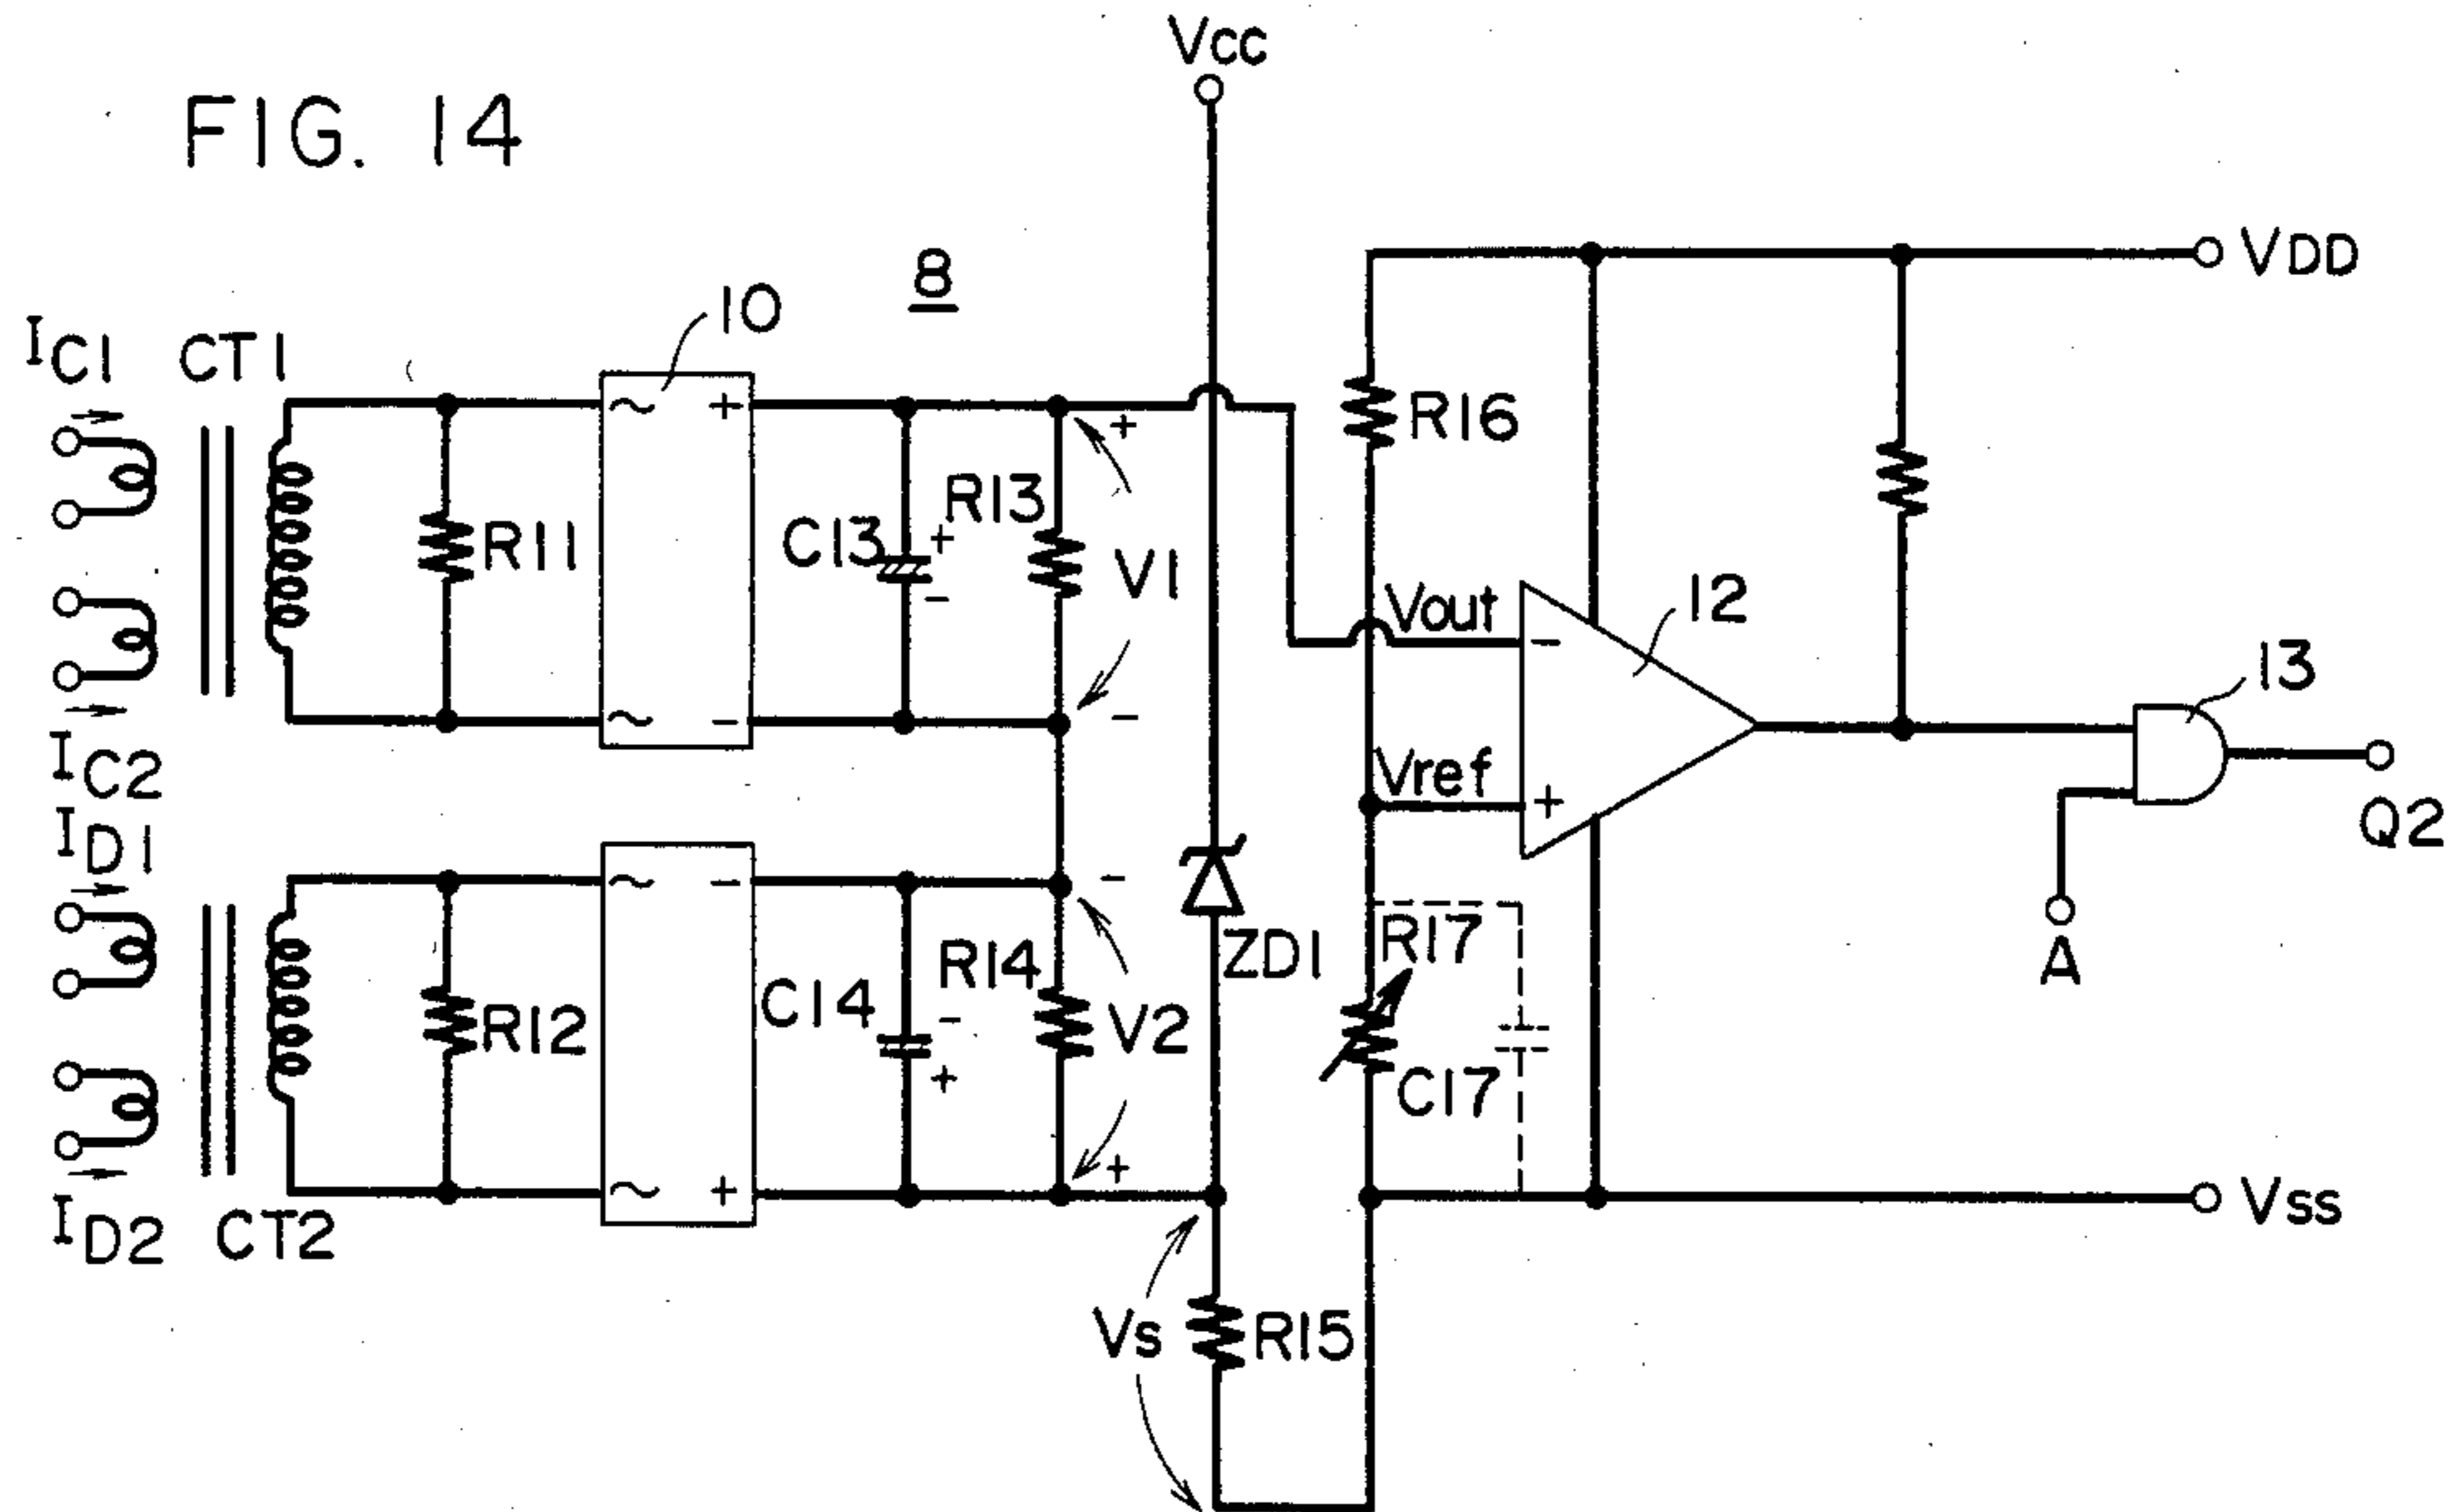 FIG. 14
Vcc
8
10
VDD
IC1
CT1
~
+
+
R16
R11
C13
+
-
R13
V1
Vout
-
12
13
~
-
-
IC2
Vref
+
Q2
A
ID1
~
-
-
ZD1
R17
R12
C14
-
+
R14
V2
C17
~
+
+
Vss
ID2
CT2
Vs
R15